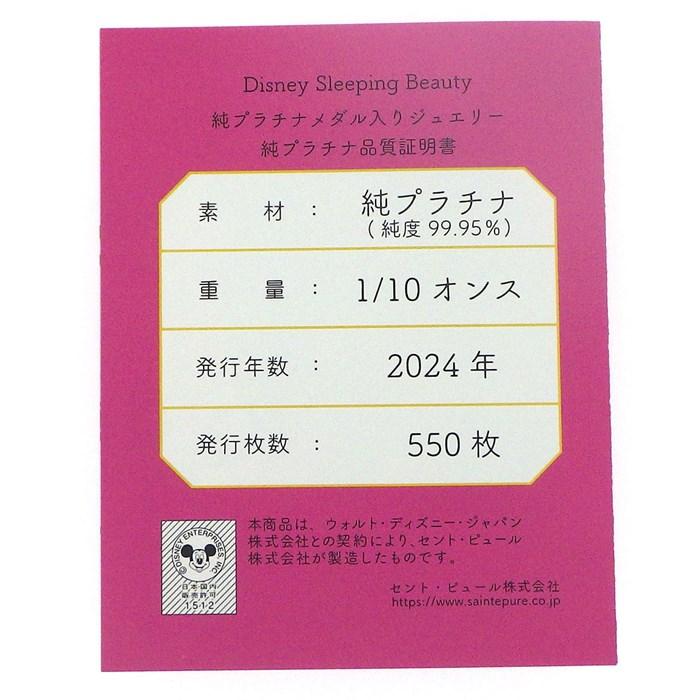 Disney Sleeping Beauty
純プラチナメダル入りジュエリー
純プラチナ品質証明書
素　材： 純プラチナ
(純度 99.95%)
重　量： 1/10 オンス
発行年数： 2024 年
発行枚数： 550 枚
本商品は、ウォルト・ディズニー・ジャパン
株式会社との契約により、セント・ピュール
株式会社が製造したものです。
©DISNEY ENTERPRISES INC.
日本国内
販売許可
1512
セント・ピュール株式会社
https://www.saintepure.co.jp